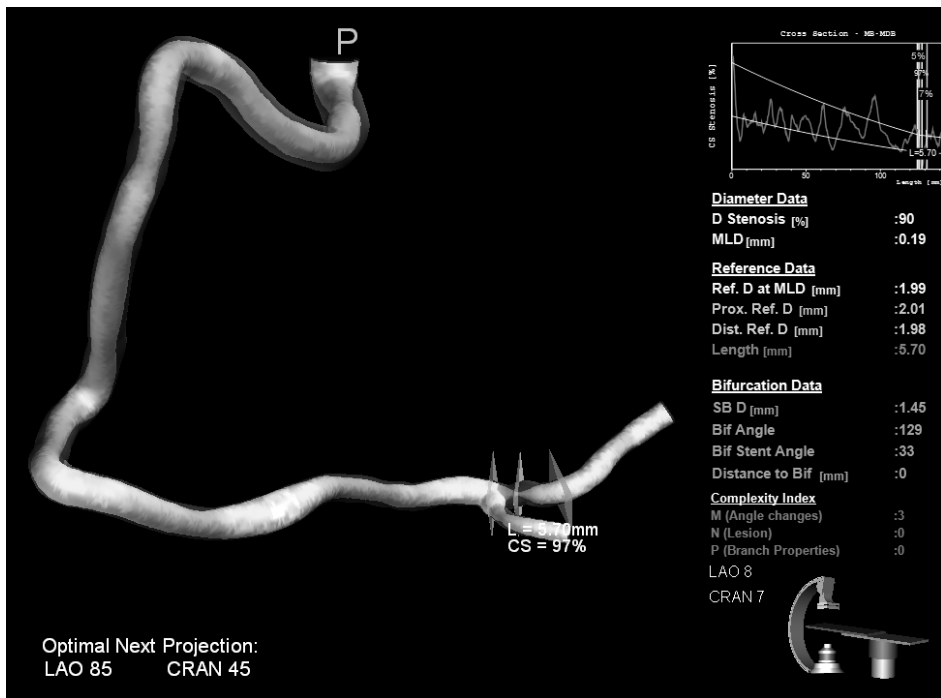 P
Cross Section - MB-MDB
CS Stenosis [%]
5%
97%
7%
L=5.70
0
50
100
Length [mm]
Diameter Data
D Stenosis [%] :90
MLD [mm] :0.19
Reference Data
Ref. D at MLD [mm] :1.99
Prox. Ref. D [mm] :2.01
Dist. Ref. D [mm] :1.98
Length [mm] :5.70
Bifurcation Data
SB D [mm] :1.45
Bif Angle :129
Bif Stent Angle :33
Distance to Bif [mm] :0
Complexity Index
M (Angle changes) :3
N (Lesion) :0
P (Branch Properties) :0
LAO 8
CRAN 7
L = 5.70mm
CS = 97%
Optimal Next Projection:
LAO 85 CRAN 45